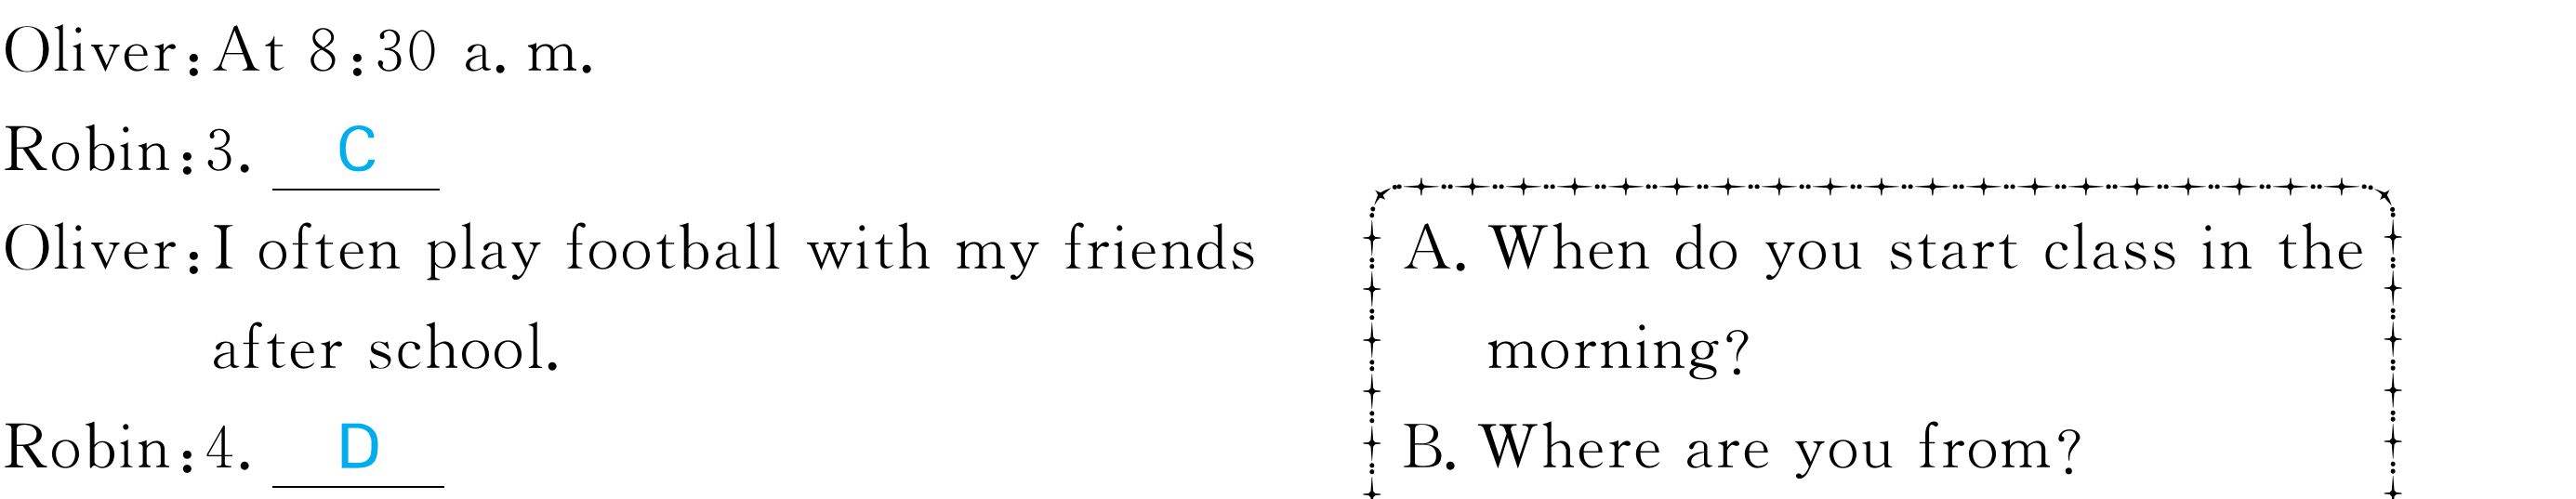 Oliver:At 8:30 a. m.
Robin:3. C
Oliver:I often play football with my friends
after school.
Robin:4. D
A. When do you start class in the
morning?
B. Where are you from?